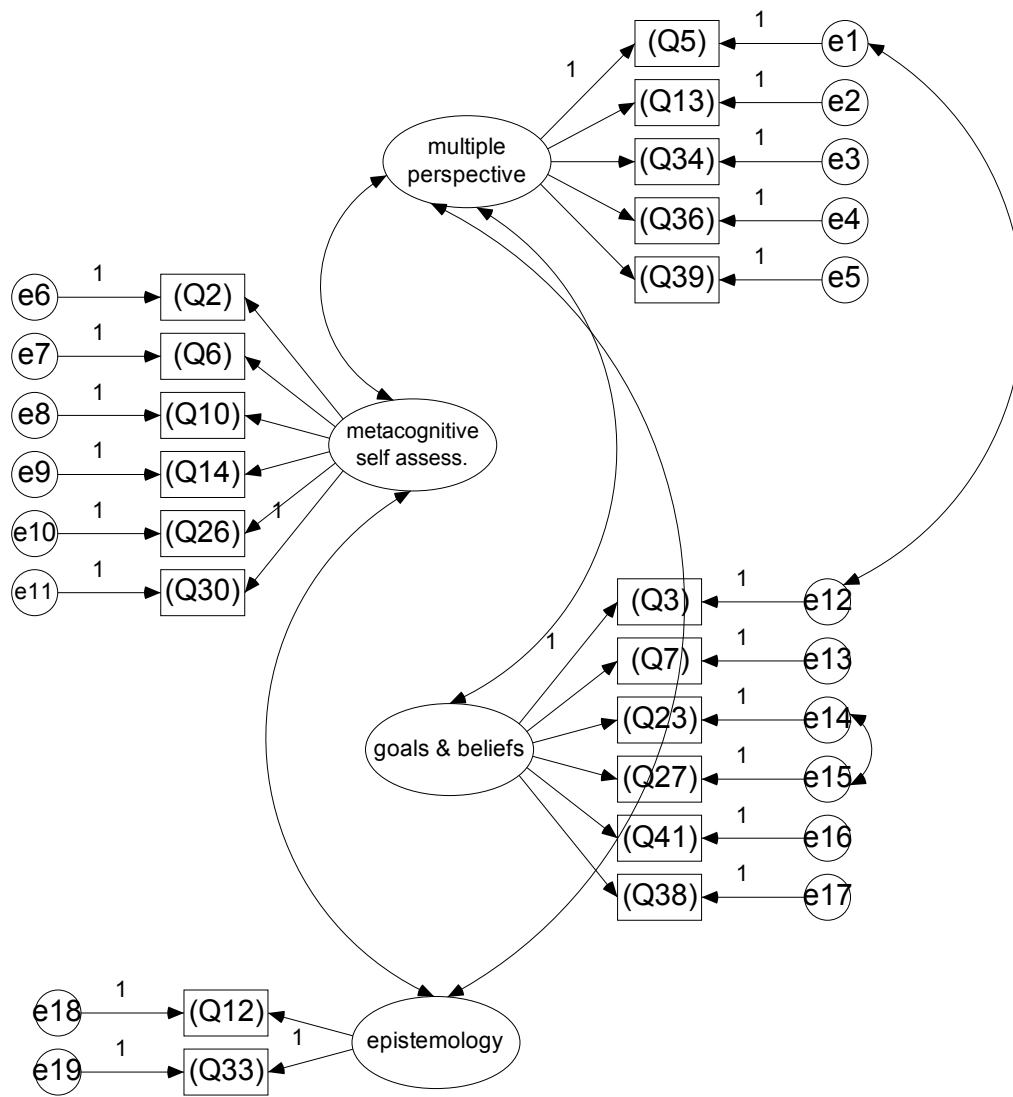 1
(Q5)
e1
1
1
(Q13)
e2
multiple
perspective
1
(Q34)
e3
1
(Q36)
e4
1
(Q39)
e5
e6
1
(Q2)
e7
1
(Q6)
e8
1
(Q10)
metacognitive
self assess.
e9
1
(Q14)
e10
1
(Q26)
1
e11
1
(Q30)
(Q3)
1
e12
1
(Q7)
1
e13
(Q23)
1
e14
goals & beliefs
(Q27)
1
e15
(Q41)
1
e16
(Q38)
1
e17
e18
1
(Q12)
epistemology
e19
1
(Q33)
1